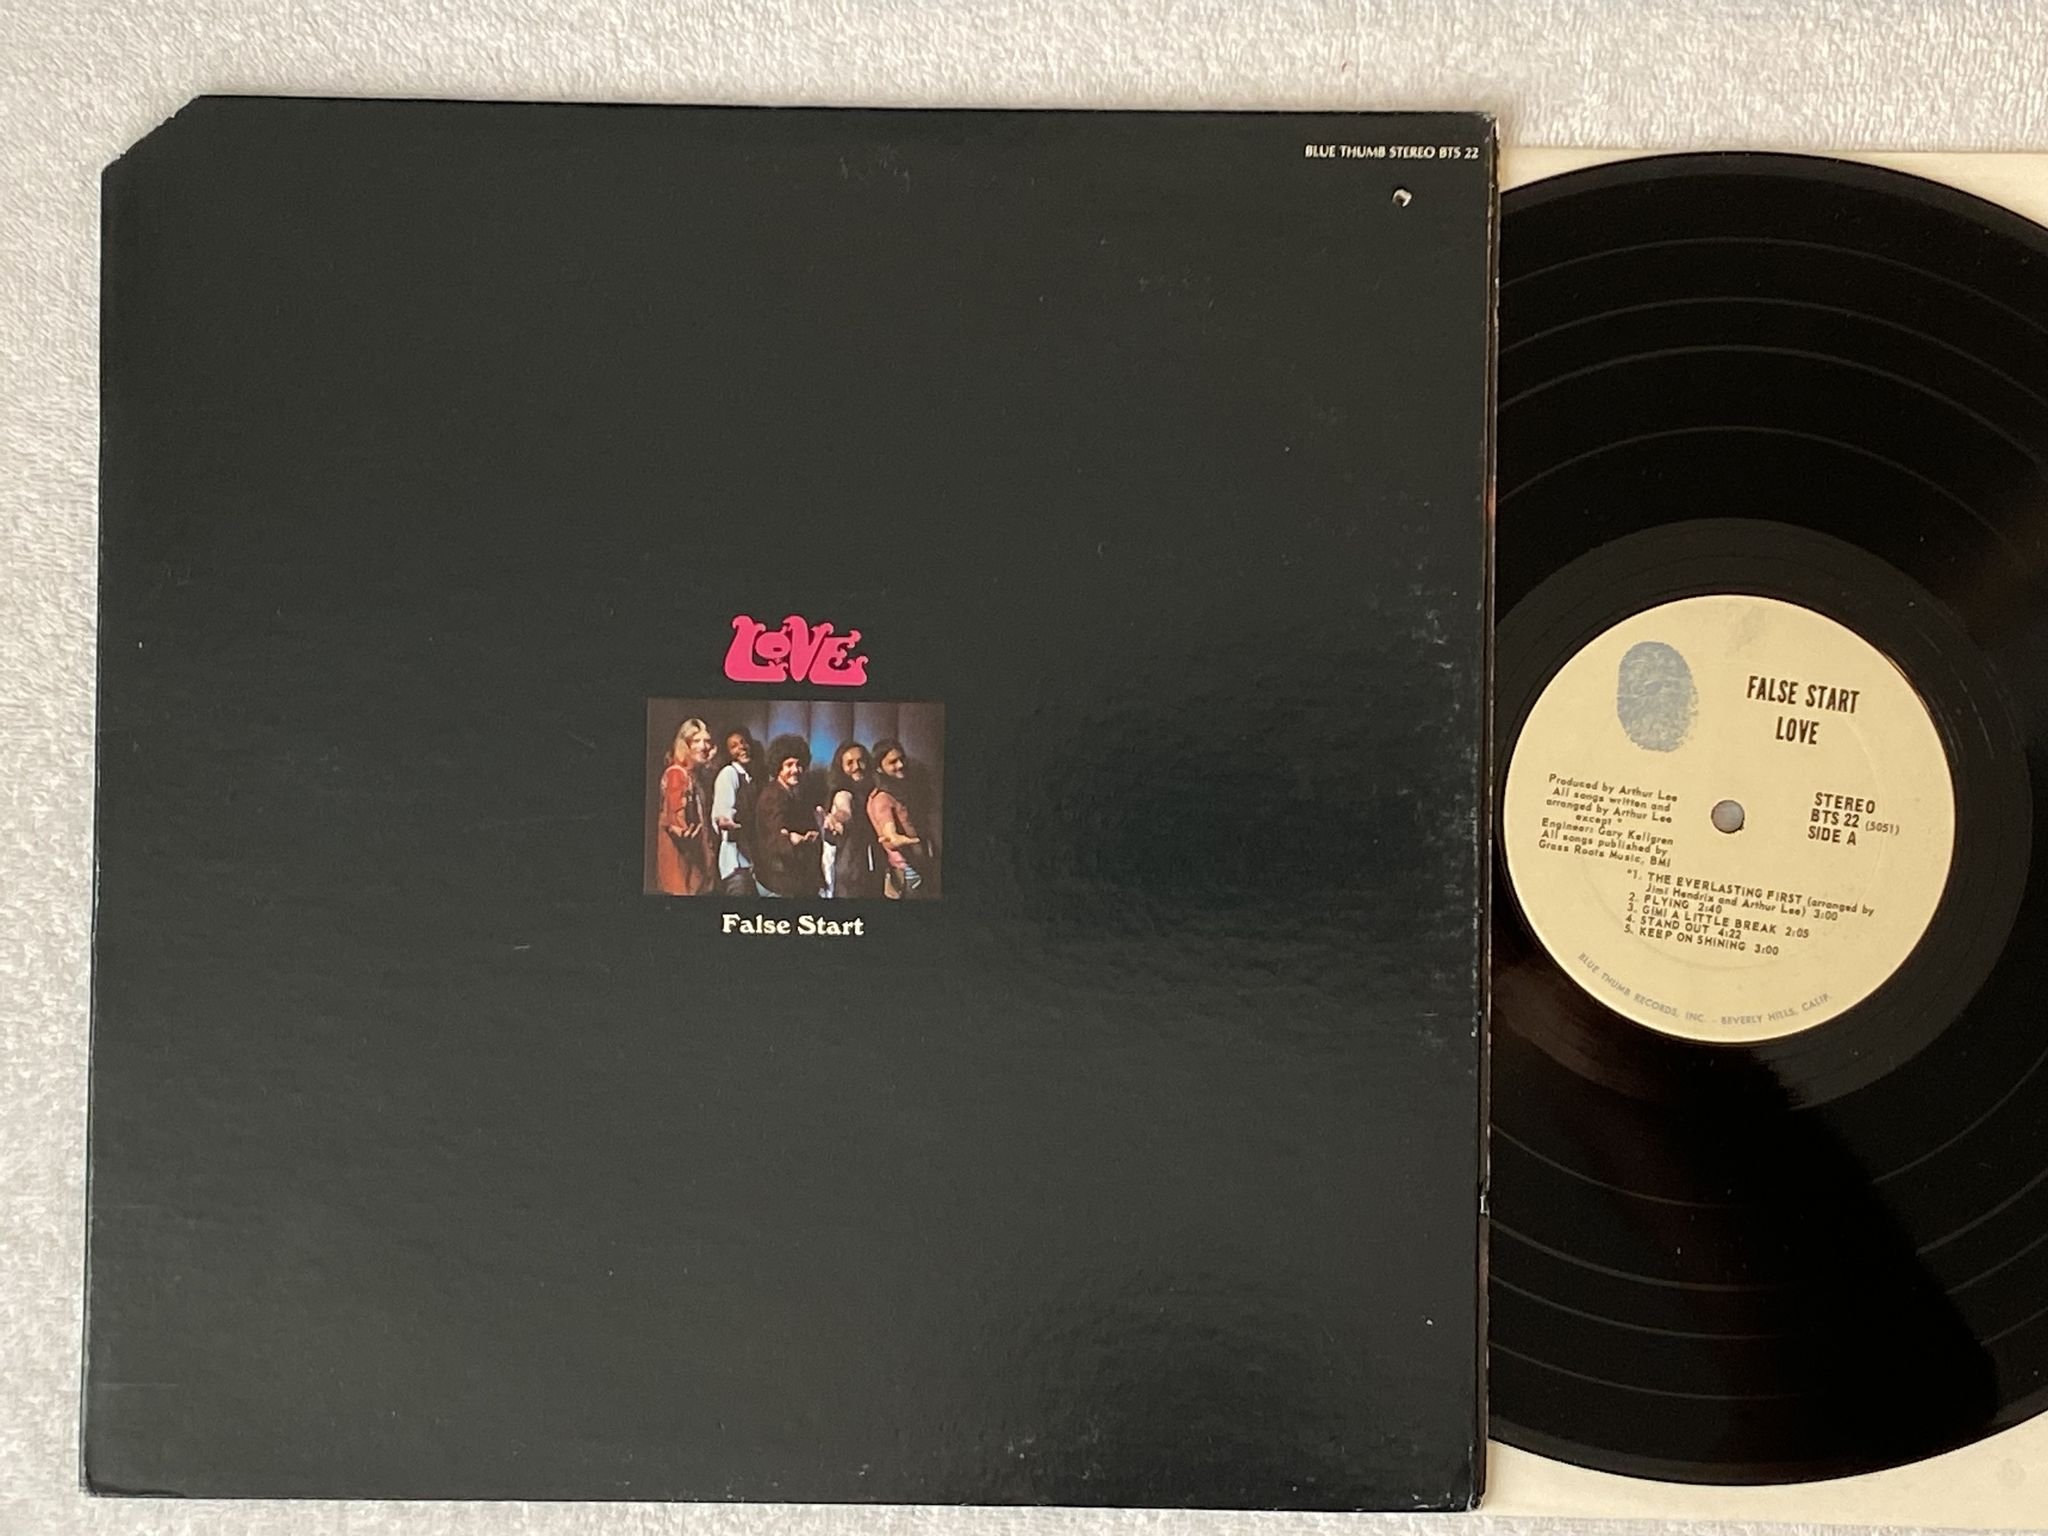 BLUE THUMB STEREO BTS 22
LOVE
False Start
FALSE START
LOVE
Produced by Arthur Lee
All songs written and
arranged by Arthur Lee
except *
Engineer: Gary Kellgren
All songs published by
Grass Roots Music, BMI
STEREO
BTS 22 (5051)
SIDE A
*1. THE EVERLASTING FIRST (arranged by
Jimi Hendrix and Arthur Lee) 3:00
2. FLYING 2:40
3. GIMI A LITTLE BREAK 2:05
4. STAND OUT 4:22
5. KEEP ON SHINING 3:00
BLUE THUMB RECORDS, INC. - BEVERLY HILLS, CALIF.